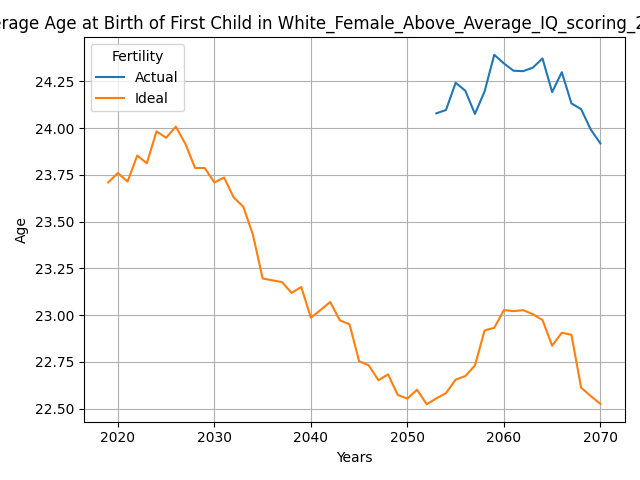 erage Age at Birth of First Child in White_Female_Above_Average_IQ_scoring_2
Fertility
Actual
Ideal
24.25
24.00
23.75
23.50
23.25
23.00
22.75
22.50
Age
2020 2030 2040 2050 2060 2070
Years